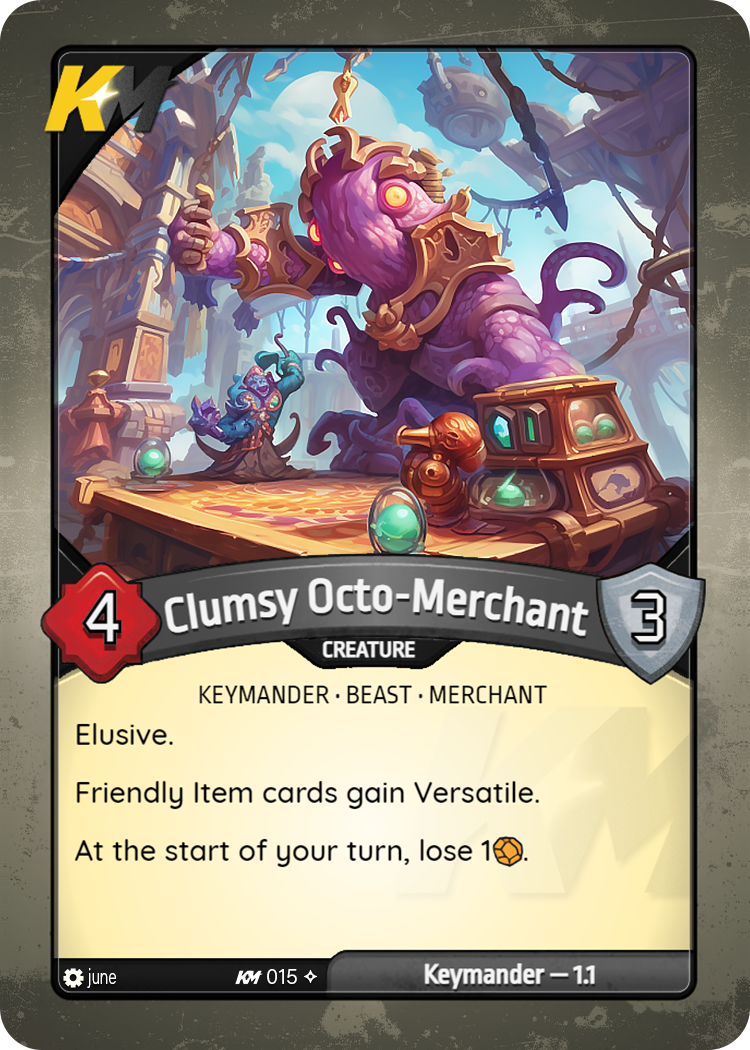 KM
4
Clumsy Octo-Merchant
3
CREATURE
KEYMANDER • BEAST • MERCHANT
Elusive.
Friendly Item cards gain Versatile.
At the start of your turn, lose 1.
june
KM 015
Keymander — 1.1